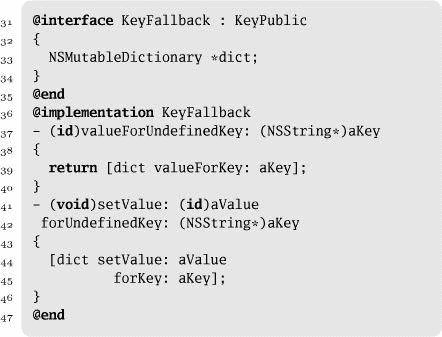 31 @interface KeyFallback : KeyPublic
32 {
33   NSMutableDictionary *dict;
34 }
35 @end
36 @implementation KeyFallback
37 - (id)valueForUndefinedKey: (NSString*)aKey
38 {
39   return [dict valueForKey: aKey];
40 }
41 - (void)setValue: (id)aValue
42  forUndefinedKey: (NSString*)aKey
43 {
44   [dict setValue: aValue
45           forKey: aKey];
46 }
47 @end